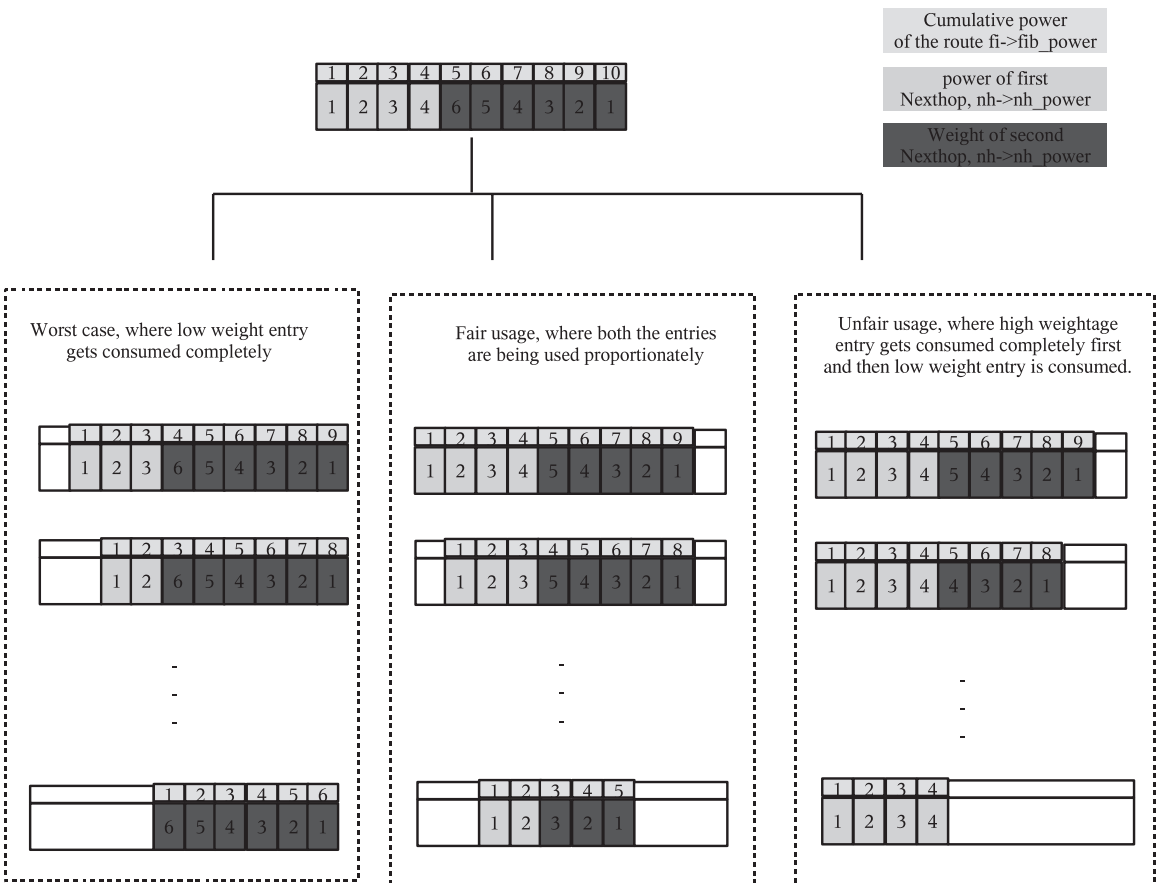 Cumulative power
of the route fi->fib_power
power of first
Nexthop, nh->nh_power
Weight of second
Nexthop, nh->nh_power
1 2 3 4 5 6 7 8 9 10
1 2 3 4 6 5 4 3 2 1
Worst case, where low weight entry
gets consumed completely
1 2 3 4 5 6 7 8 9
1 2 3 6 5 4 3 2 1
1 2 3 4 5 6 7 8
1 2 6 5 4 3 2 1
-
-
-
1 2 3 4 5 6
6 5 4 3 2 1
Fair usage, where both the entries
are being used proportionately
1 2 3 4 5 6 7 8 9
1 2 3 4 5 4 3 2 1
1 2 3 4 5 6 7 8
1 2 3 5 4 3 2 1
-
-
-
1 2 3 4 5
1 2 3 2 1
Unfair usage, where high weightage
entry gets consumed completely first
and then low weight entry is consumed.
1 2 3 4 5 6 7 8 9
1 2 3 4 5 4 3 2 1
1 2 3 4 5 6 7 8
1 2 3 4 4 3 2 1
-
-
-
1 2 3 4
1 2 3 4